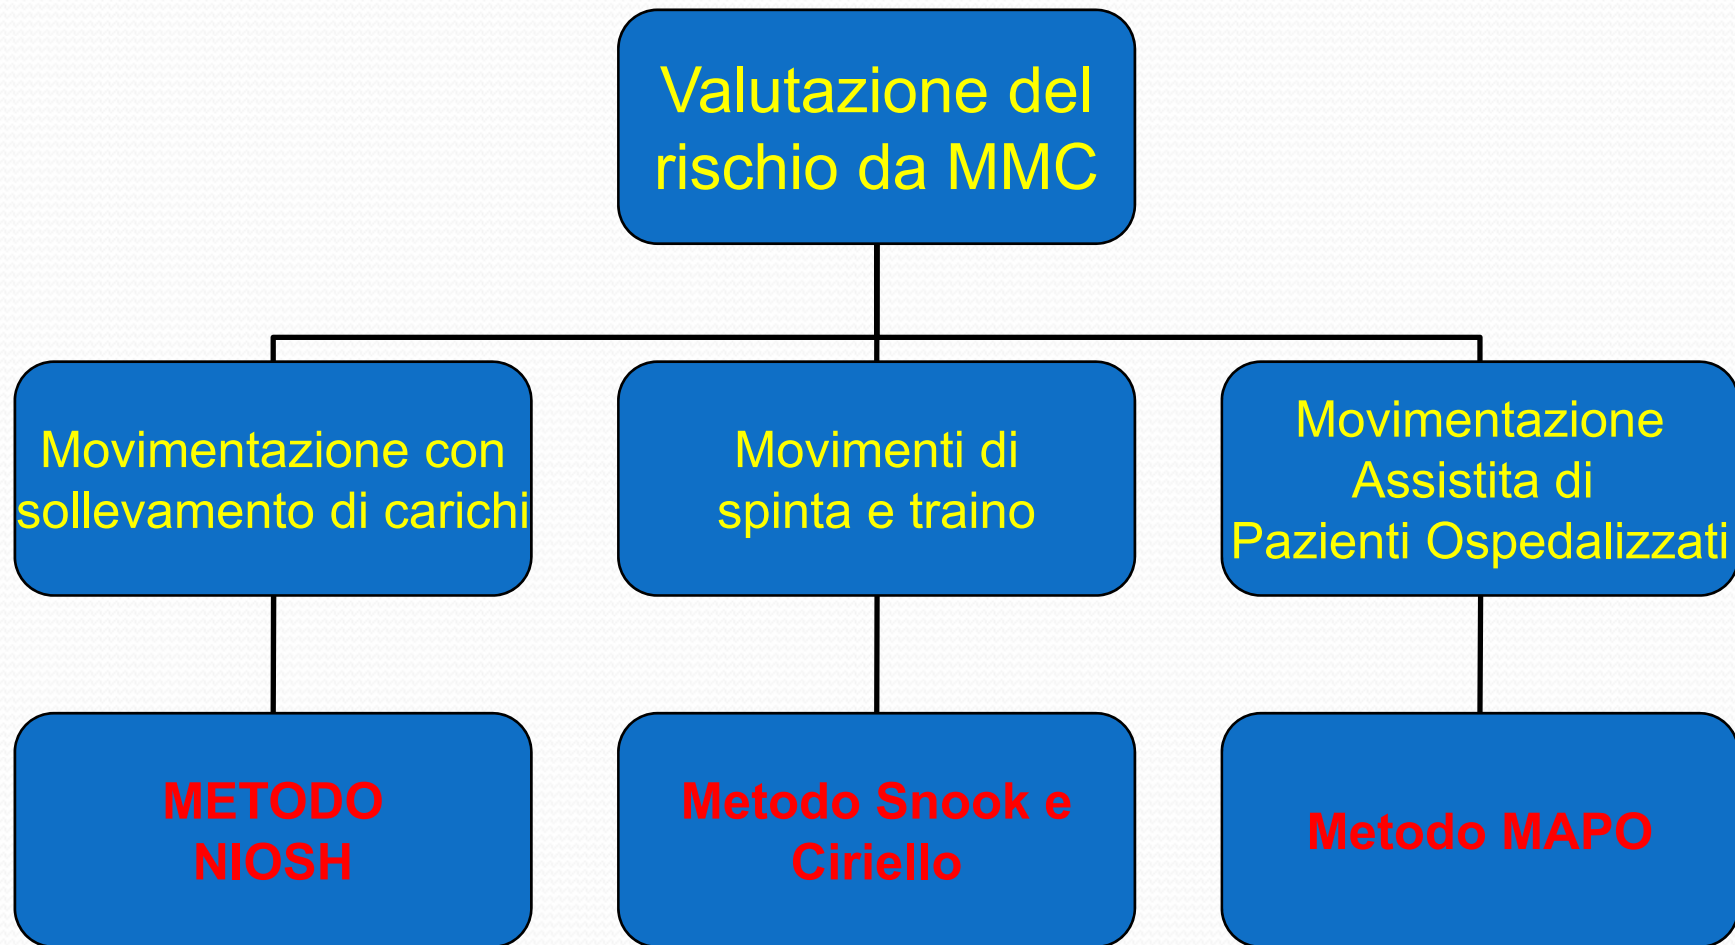 Valutazione del
rischio da MMC
Movimentazione con
sollevamento di carichi
Movimenti di
spinta e traino
Movimentazione
Assistita di
Pazienti Ospedalizzati
METODO
NIOSH
Metodo Snook e
Ciriello
Metodo MAPO